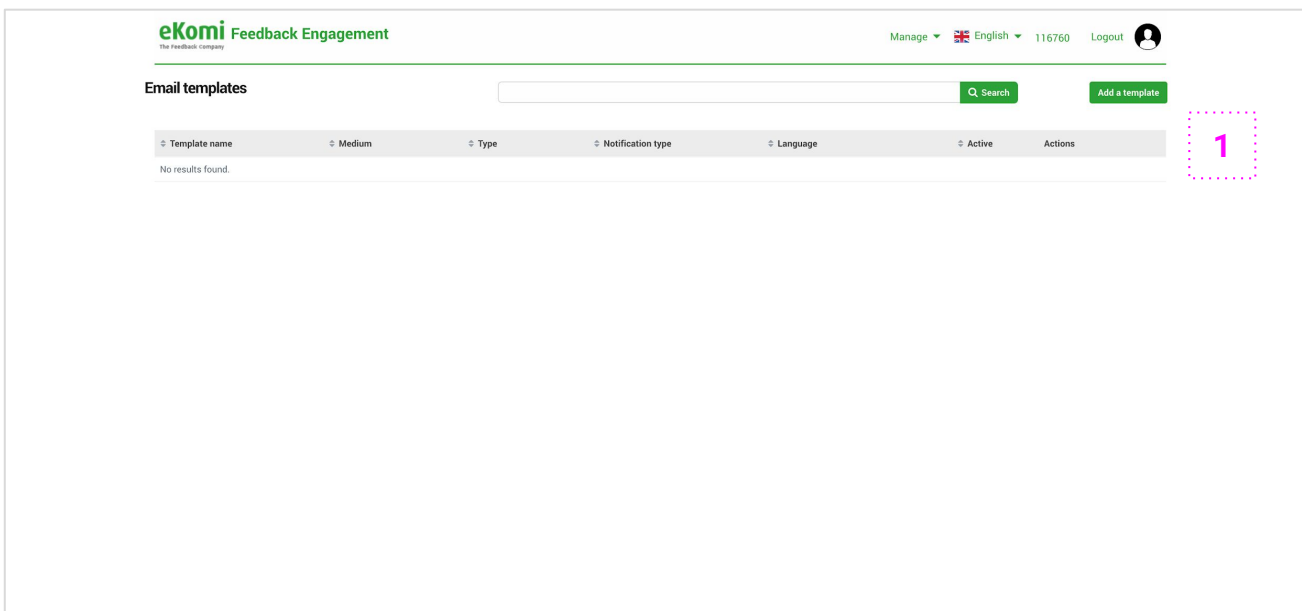 eKomi Feedback Engagement
The Feedback Company
Manage English 116760 Logout
Email templates
Search
Add a template
Template name Medium Type Notification type Language Active Actions
No results found.
1